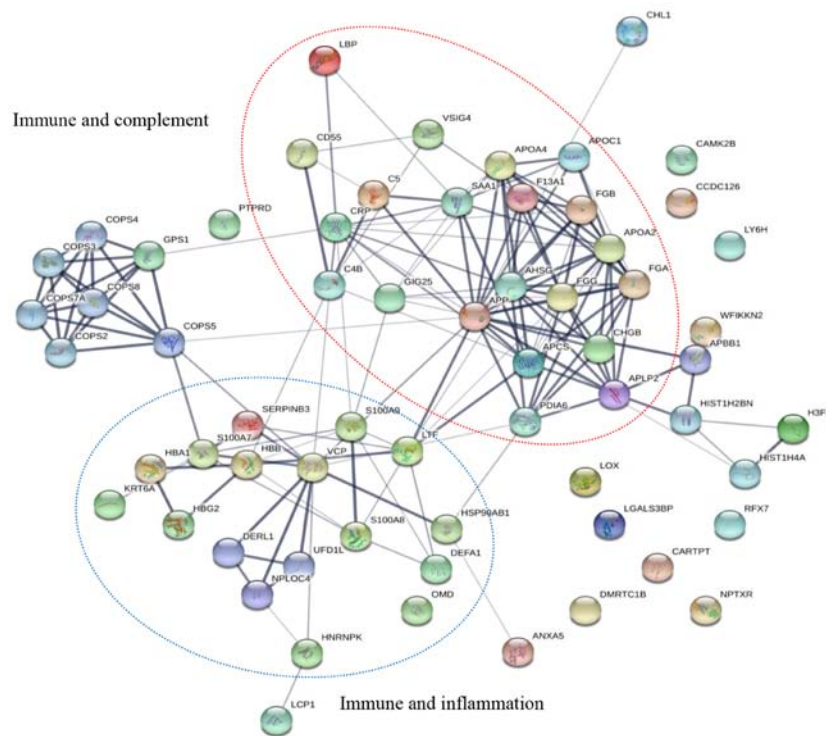 CHL1
LBP
Immune and complement
VSIG4
CD55
APOA4
APOC1
CAMK2B
C5
SAA1
F13A1
FGB
CCDC126
PTPRD
COPS4
CRP
LY6H
GPS1
APOA2
COPS3
C4B
GIG25
AHSG
FGG
FGA
COPS8
APP
COPS7A
WFIKKN2
COPS2
COPS5
CHGB
APBB1
APCS
APLP2
HIST1H2BN
H3F
SERPINB3
S100A9
PDIA6
S100A7
LTF
HBA1
HBB
VCP
HIST1H4A
KRT6A
LOX
HBG2
S100A8
HSP90AB1
LGALS3BP
RFX7
DERL1
UFD1L
DEFA1
NPLOC4
CARTPT
OMD
DMRTC1B
NPTXR
HNRNPK
ANXA5
Immune and inflammation
LCP1